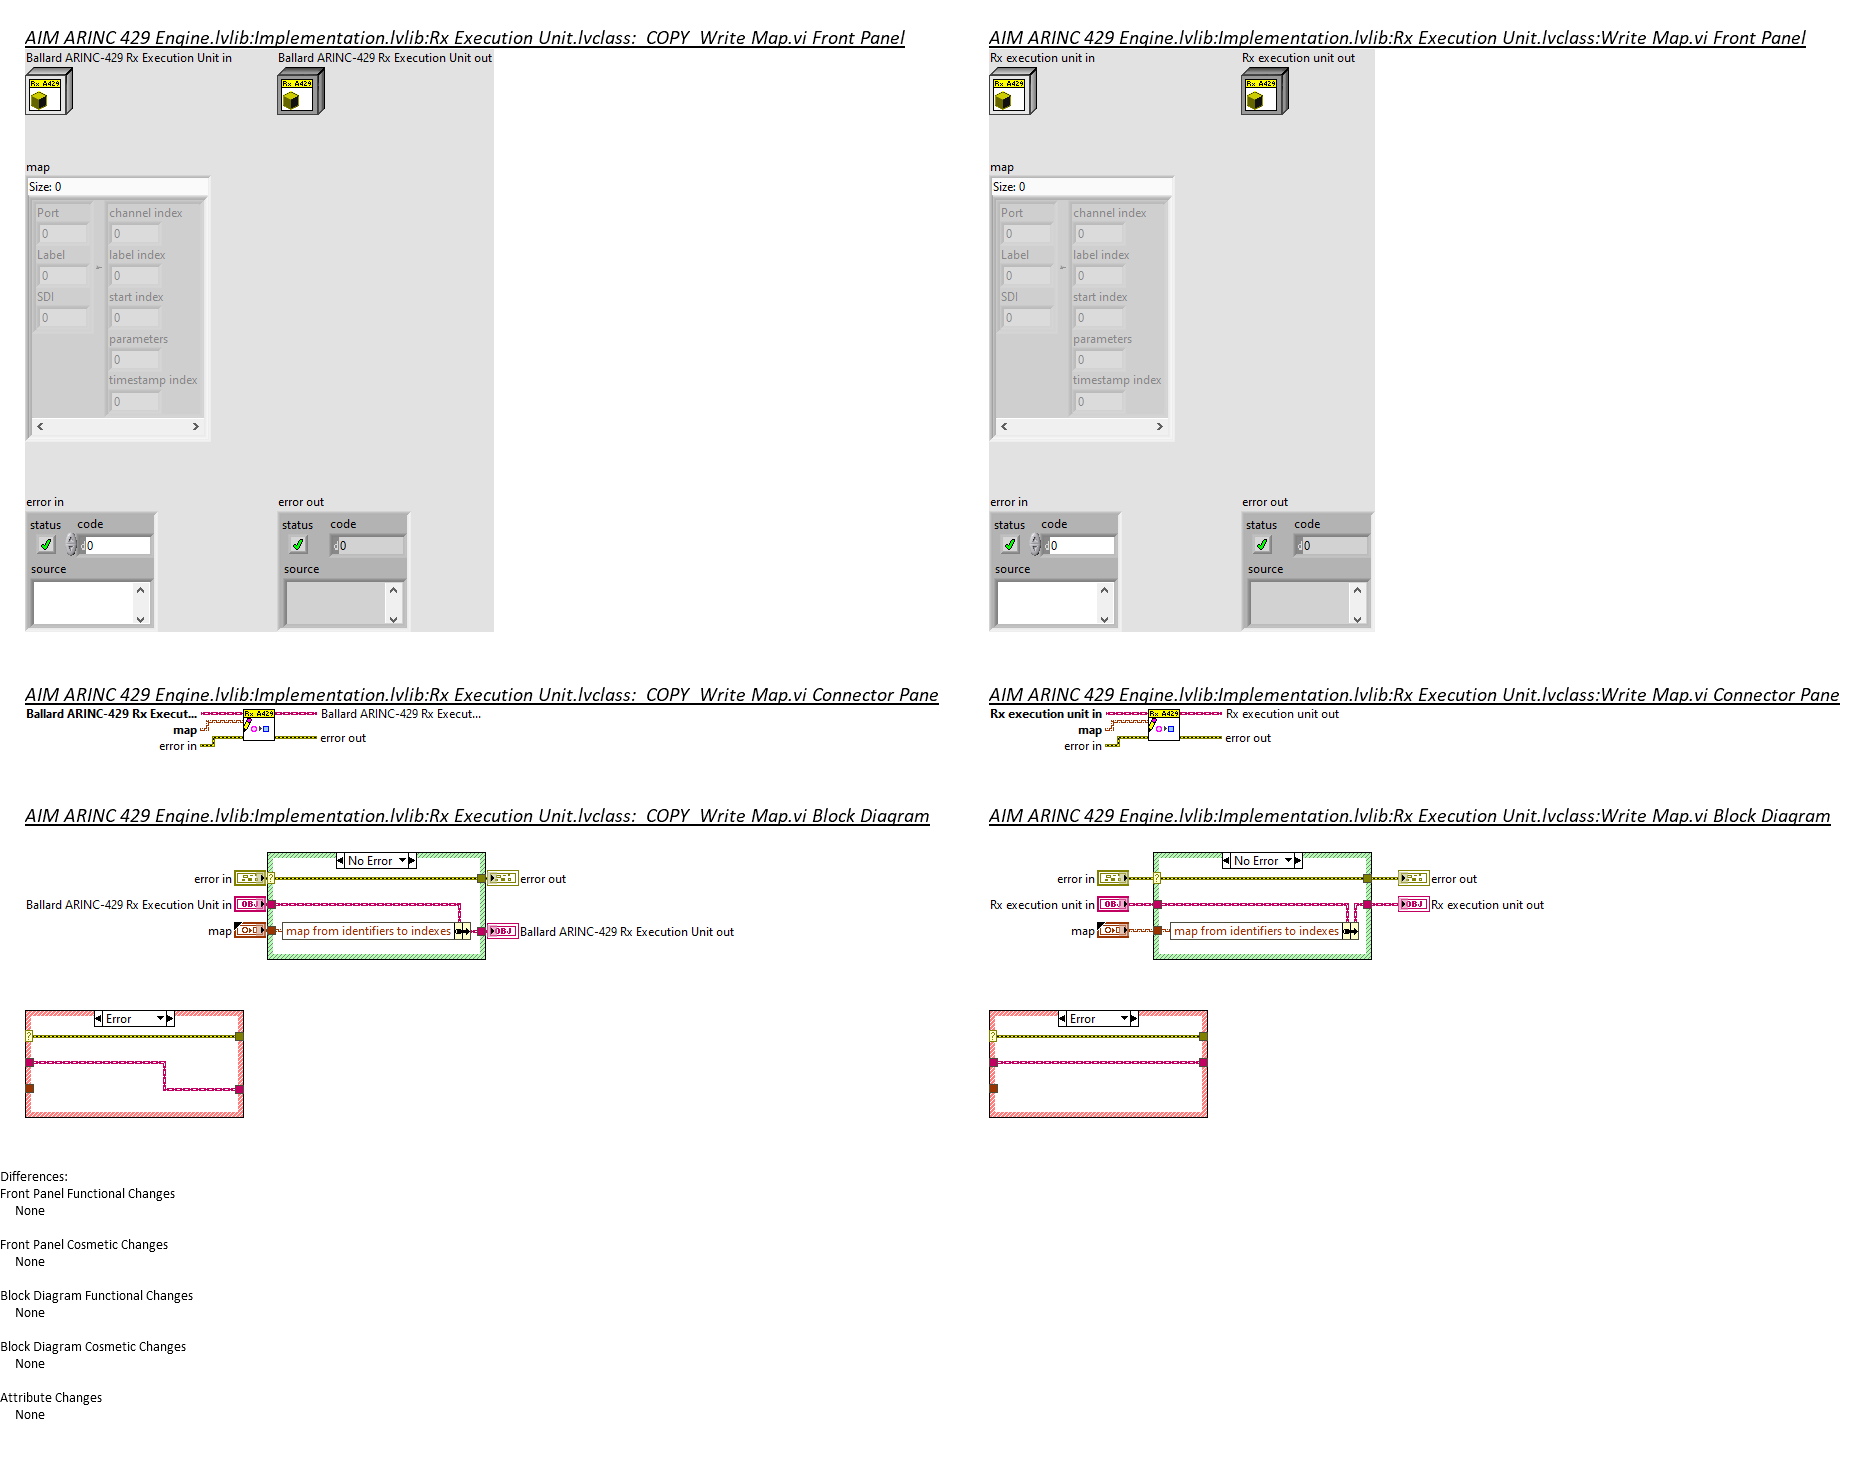 AIM ARINC 429 Engine.lvlib:Implementation.lvlib:Rx Execution Unit.lvclass:  COPY  Write Map.vi Front Panel
Ballard ARINC-429 Rx Execution Unit in
Ballard ARINC-429 Rx Execution Unit out
Rx A429
Rx A429
map
Size: 0
Port
channel index
0
0
Label
label index
0
0
SDI
start index
0
0
parameters
0
timestamp index
0
error in
error out
status
code
status
code
d
0
d
0
source
source
AIM ARINC 429 Engine.lvlib:Implementation.lvlib:Rx Execution Unit.lvclass:Write Map.vi Front Panel
Rx execution unit in
Rx execution unit out
Rx A429
Rx A429
map
Size: 0
Port
channel index
0
0
Label
label index
0
0
SDI
start index
0
0
parameters
0
timestamp index
0
error in
error out
status
code
status
code
d
0
d
0
source
source
AIM ARINC 429 Engine.lvlib:Implementation.lvlib:Rx Execution Unit.lvclass:  COPY  Write Map.vi Connector Pane
Ballard ARINC-429 Rx Execut...
Rx A429
Ballard ARINC-429 Rx Execut...
map
error in
error out
AIM ARINC 429 Engine.lvlib:Implementation.lvlib:Rx Execution Unit.lvclass:Write Map.vi Connector Pane
Rx execution unit in
Rx A429
Rx execution unit out
map
error in
error out
AIM ARINC 429 Engine.lvlib:Implementation.lvlib:Rx Execution Unit.lvclass:  COPY  Write Map.vi Block Diagram
No Error
error in
?
error out
Ballard ARINC-429 Rx Execution Unit in
OBJ
map
map from identifiers to indexes
OBJ
Ballard ARINC-429 Rx Execution Unit out
Error
?
AIM ARINC 429 Engine.lvlib:Implementation.lvlib:Rx Execution Unit.lvclass:Write Map.vi Block Diagram
No Error
error in
?
error out
Rx execution unit in
OBJ
OBJ
Rx execution unit out
map
map from identifiers to indexes
Error
?
Differences:
Front Panel Functional Changes
None
Front Panel Cosmetic Changes
None
Block Diagram Functional Changes
None
Block Diagram Cosmetic Changes
None
Attribute Changes
None